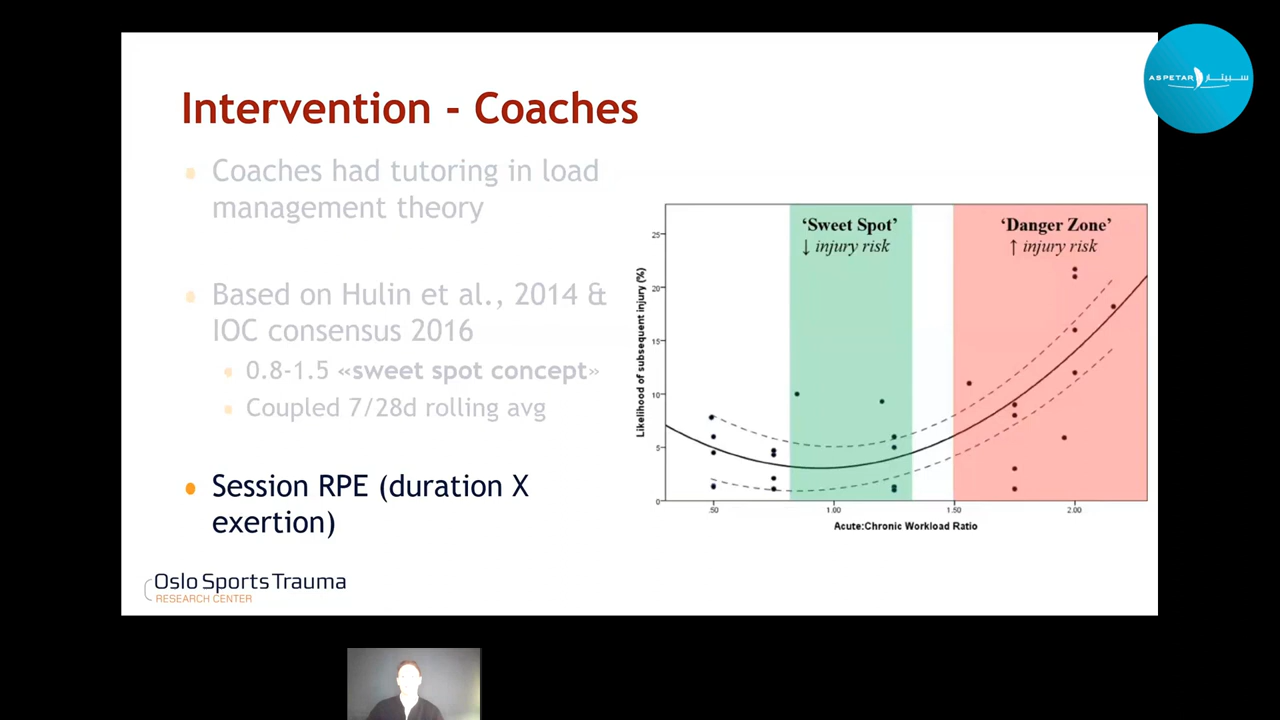 ASPETAR سبيتار
Intervention - Coaches
Coaches had tutoring in load
management theory
Based on Hulin et al., 2014 &
IOC consensus 2016
0.8-1.5 «sweet spot concept»
Coupled 7/28d rolling avg
Session RPE (duration X
exertion)
‘Sweet Spot’
↓ injury risk
‘Danger Zone’
↑ injury risk
Likelihood of subsequent injury (%)
25
20
15
10
5
0
.50 1.00 1.50 2.00
Acute:Chronic Workload Ratio
Oslo Sports Trauma
RESEARCH CENTER